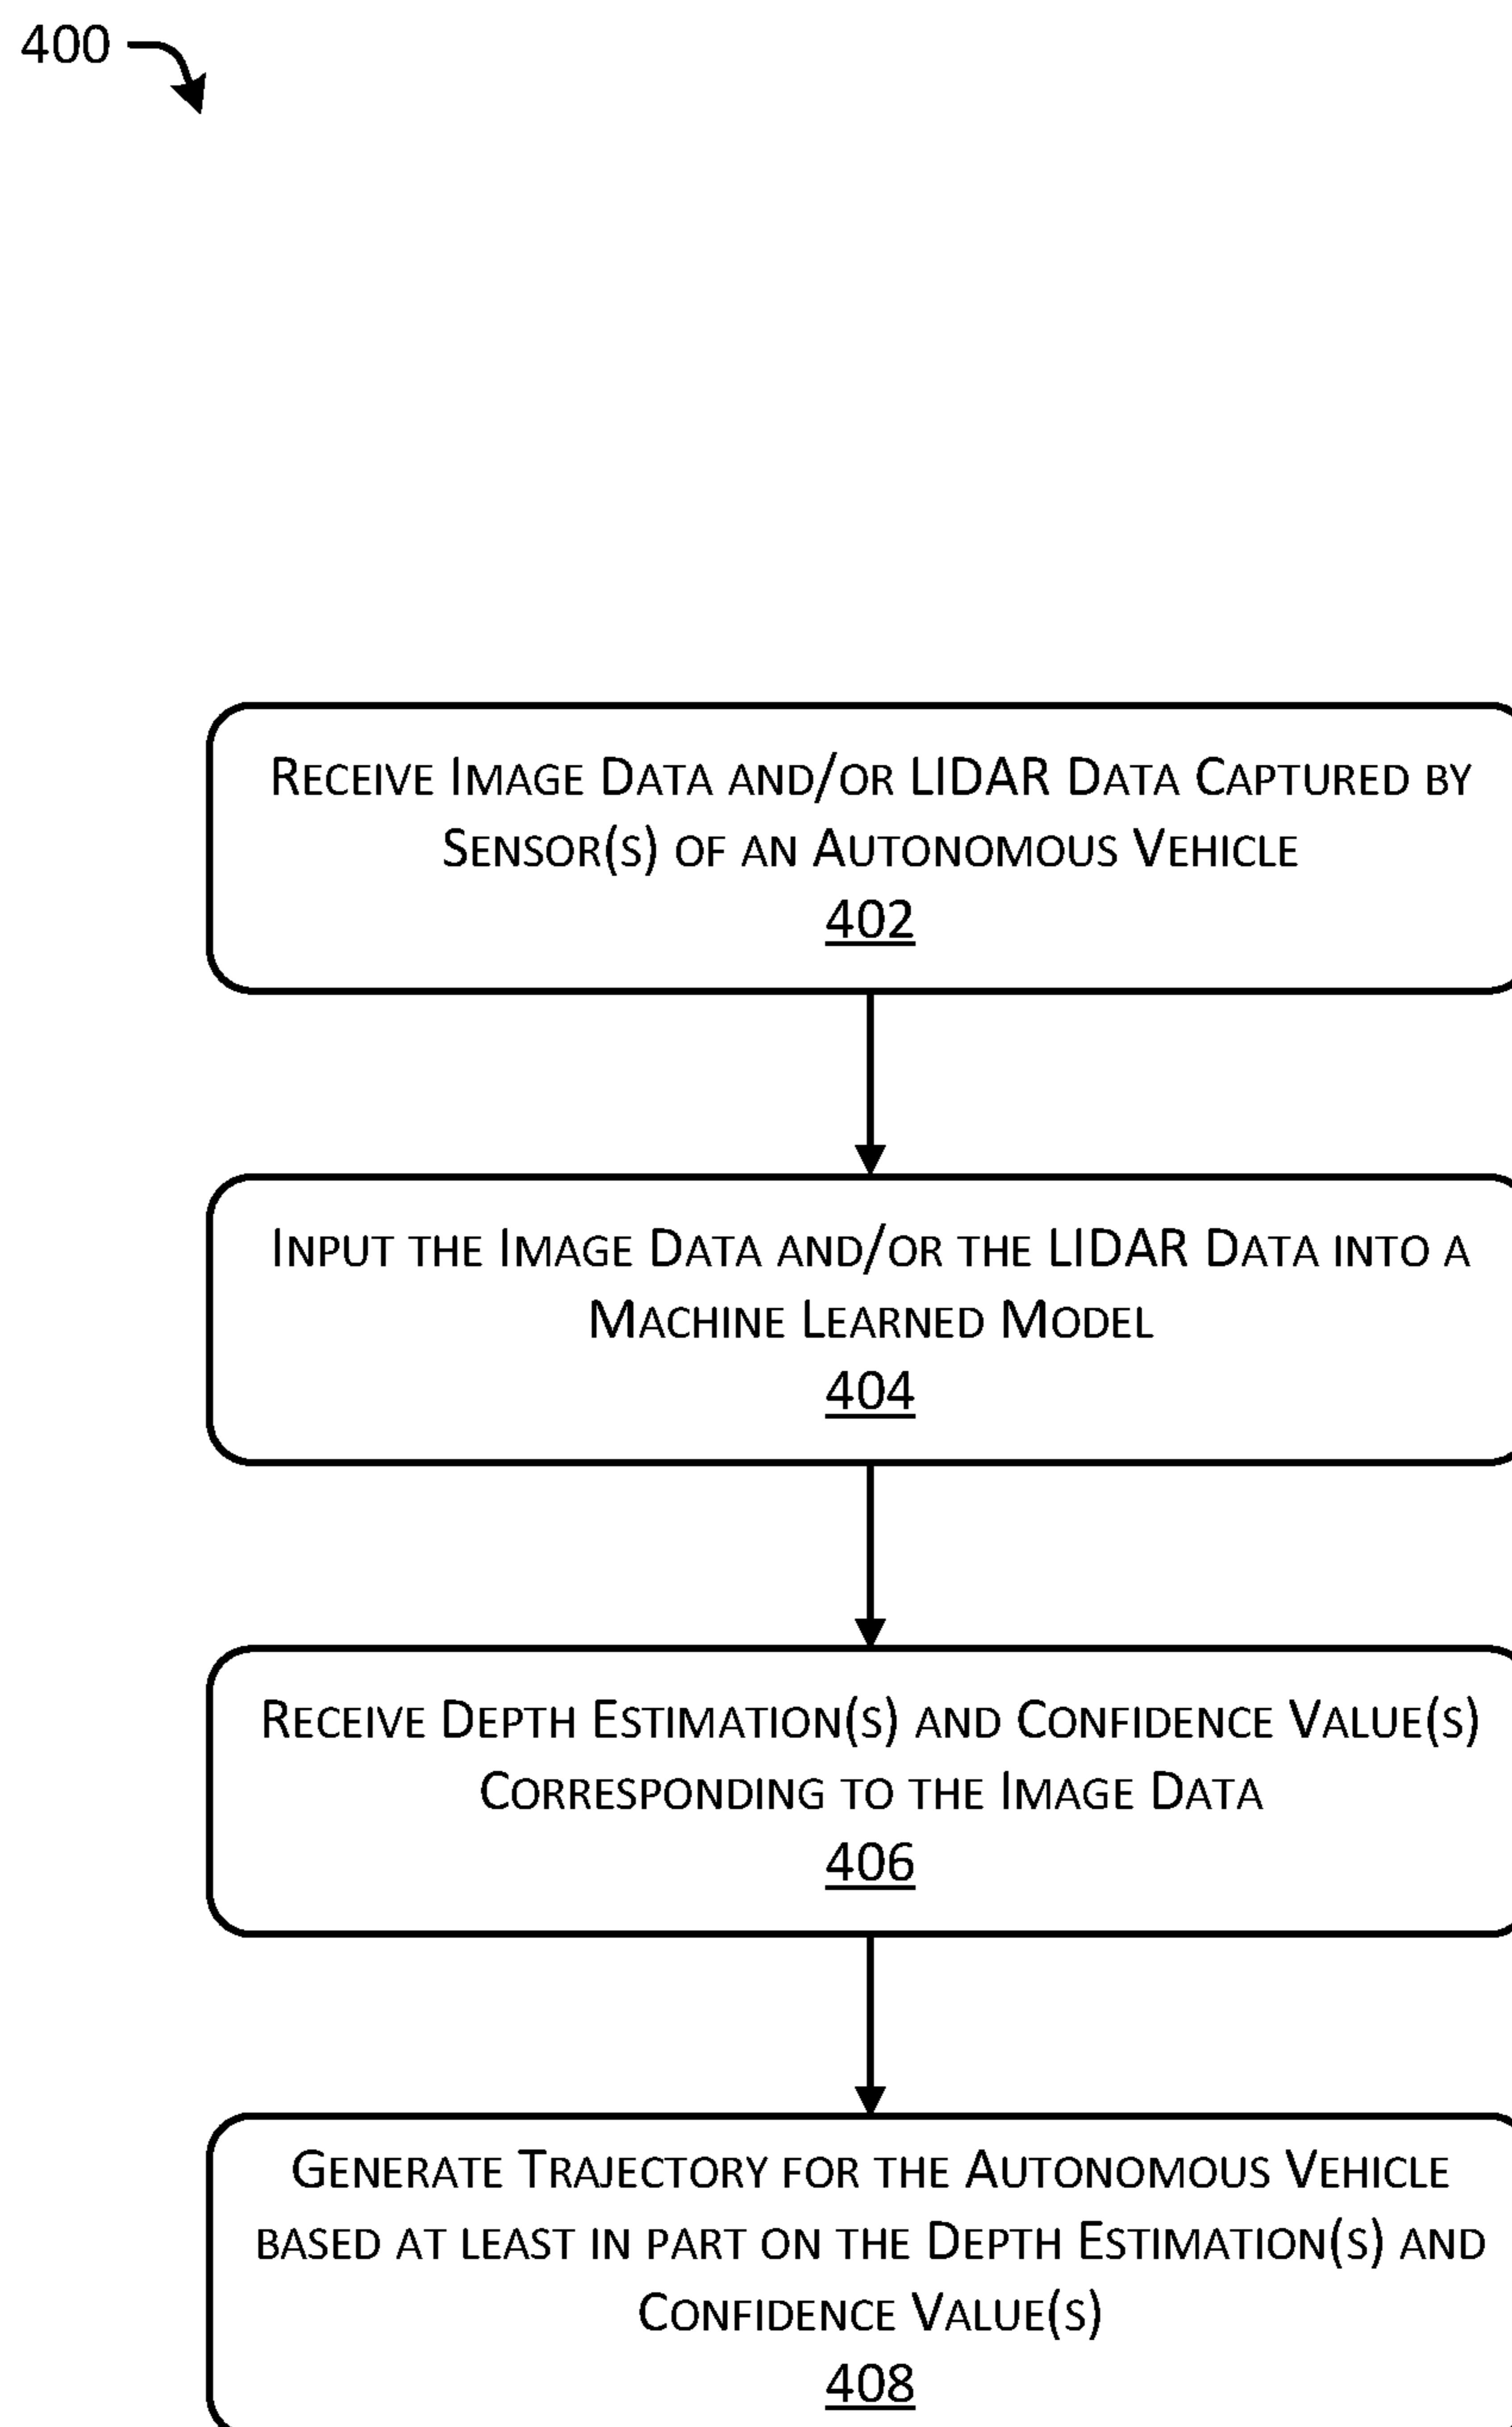 400
Receive Image Data and/or LIDAR Data Captured by
Sensor(s) of an Autonomous Vehicle
402
Input the Image Data and/or the LIDAR Data into a
Machine Learned Model
404
Receive Depth Estimation(s) and Confidence Value(s)
Corresponding to the Image Data
406
Generate Trajectory for the Autonomous Vehicle
based at least in part on the Depth Estimation(s) and
Confidence Value(s)
408